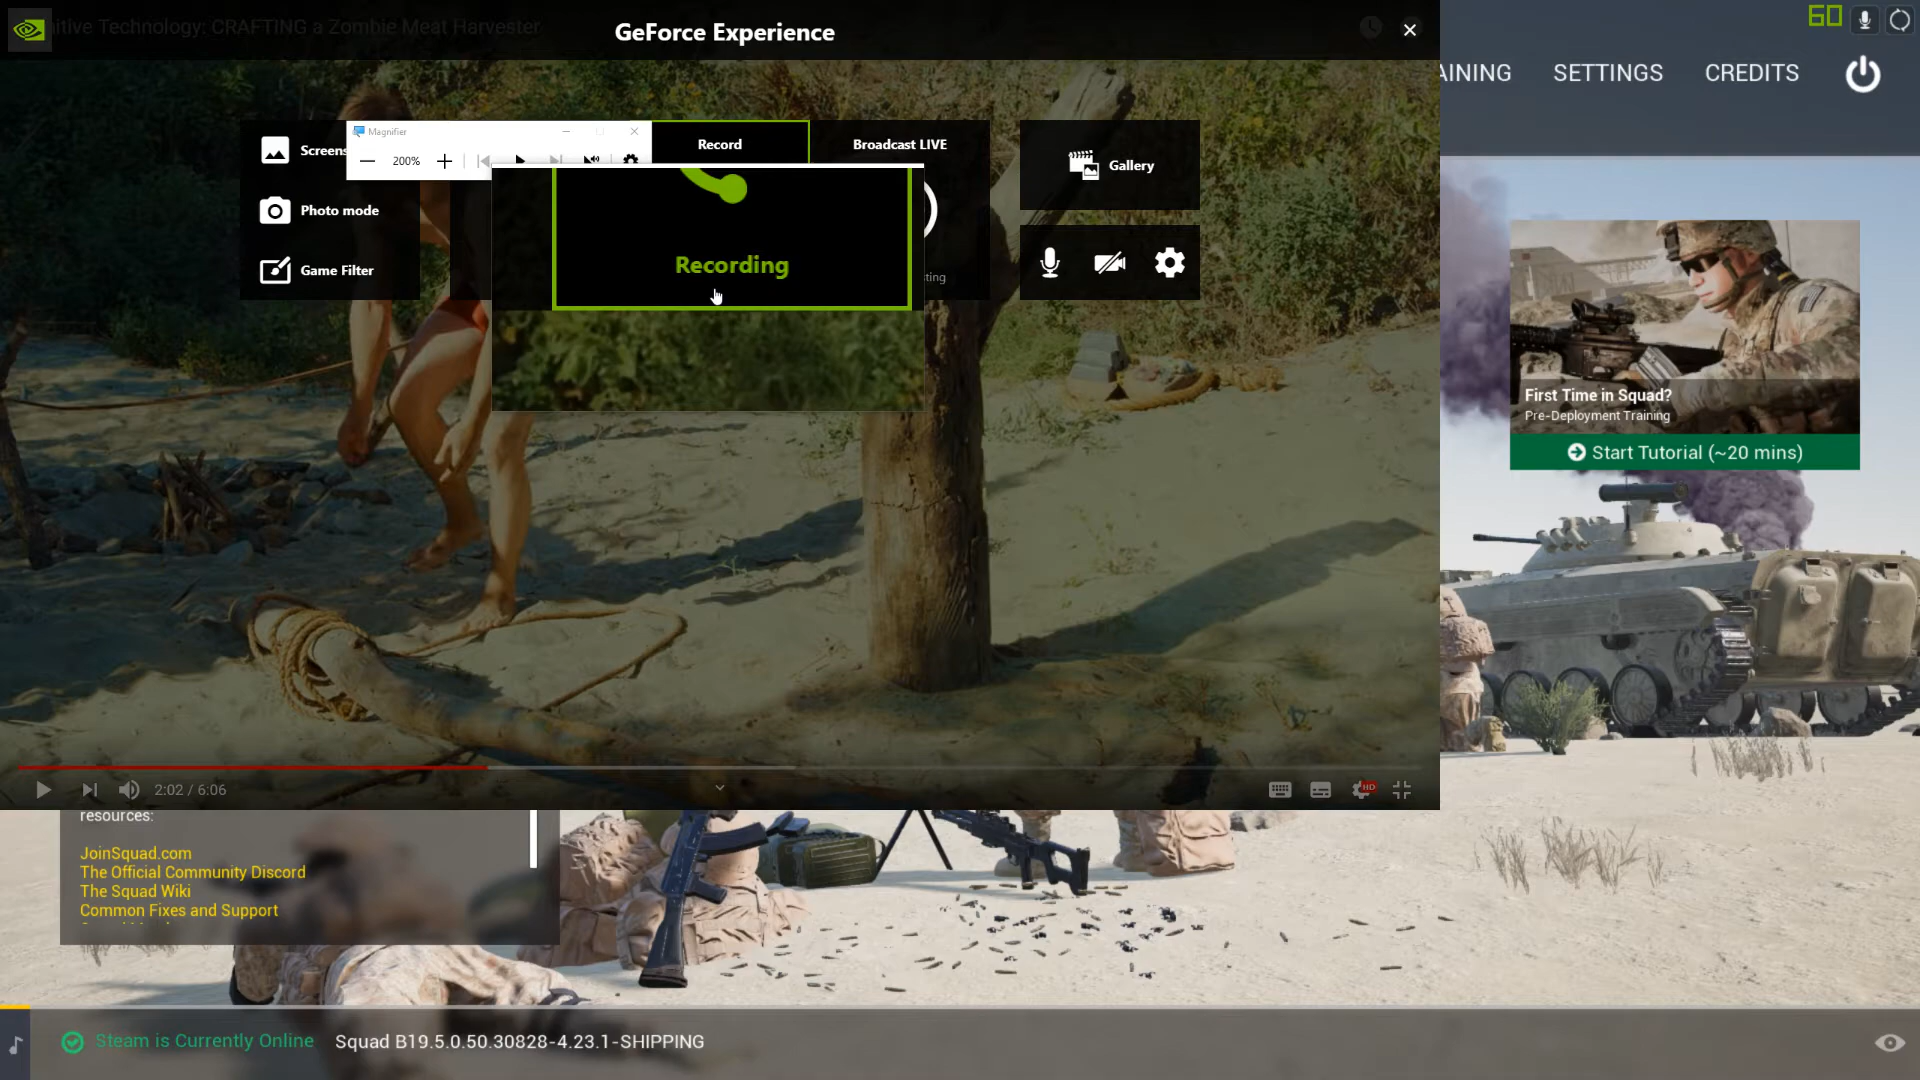 itive Technology: CRAFTING a Zombie Meat Harvester
GeForce Experience
60
AINING
SETTINGS
CREDITS
Screens
Magnifier
200%
Record
Broadcast LIVE
Gallery
Photo mode
Game Filter
Recording
ting
First Time in Squad?
Pre-Deployment Training
Start Tutorial (~20 mins)
2:02 / 6:06
HD
resources:
JoinSquad.com
The Official Community Discord
The Squad Wiki
Common Fixes and Support
Steam is Currently Online
Squad B19.5.0.50.30828-4.23.1-SHIPPING